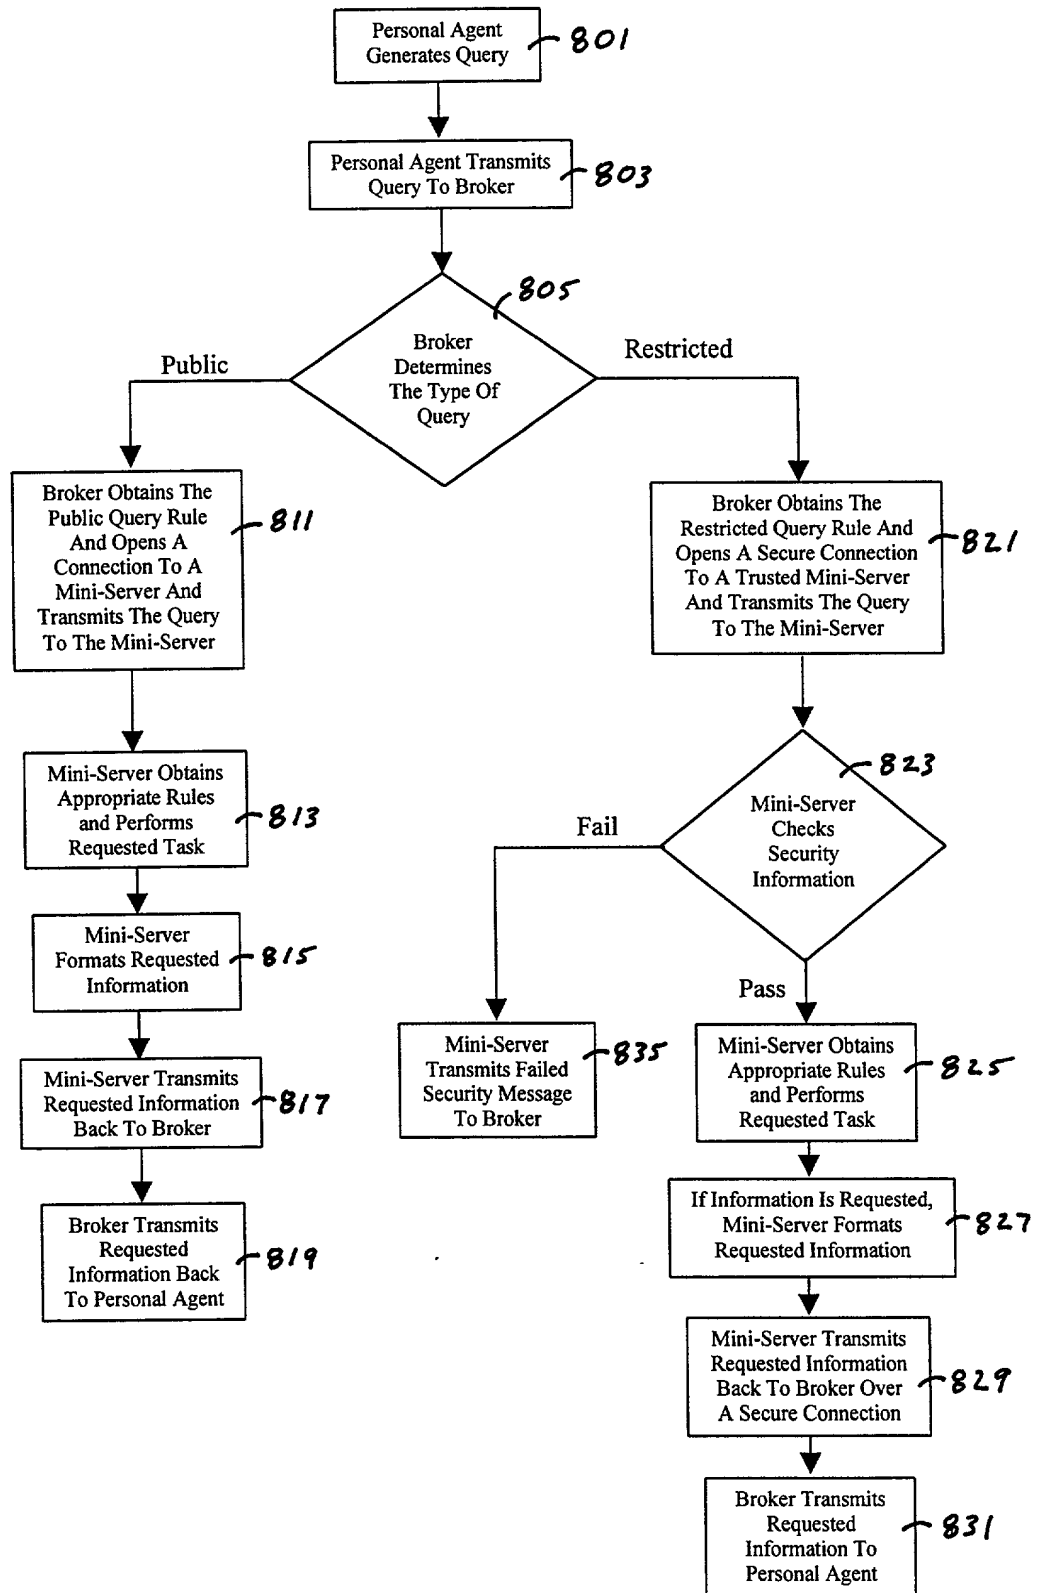 Personal Agent
Generates Query
801
Personal Agent Transmits
Query To Broker
803
805
Broker
Determines
The Type Of
Query
Public
Restricted
Broker Obtains The
Public Query Rule
And Opens A
Connection To A
Mini-Server And
Transmits The Query
To The Mini-Server
811
Broker Obtains The
Restricted Query Rule And
Opens A Secure Connection
To A Trusted Mini-Server
And Transmits The Query
To The Mini-Server
821
Mini-Server Obtains
Appropriate Rules
and Performs
Requested Task
813
823
Mini-Server
Checks
Security
Information
Fail
Pass
Mini-Server
Formats Requested
Information
815
Mini-Server
Transmits Failed
Security Message
To Broker
835
Mini-Server Obtains
Appropriate Rules
and Performs
Requested Task
825
Mini-Server Transmits
Requested Information
Back To Broker
817
If Information Is Requested,
Mini-Server Formats
Requested Information
827
Broker Transmits
Requested
Information Back
To Personal Agent
819
Mini-Server Transmits
Requested Information
Back To Broker Over
A Secure Connection
829
Broker Transmits
Requested
Information To
Personal Agent
831